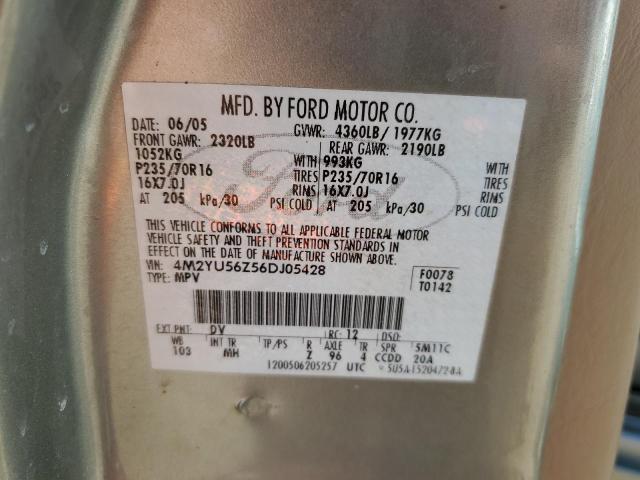 MFD. BY FORD MOTOR CO.
DATE: 06/05 GVWR: 4360LB/ 1977KG
FRONT GAWR: 2320LB REAR GAWR: 2190LB
1052KG WITH 993KG WITH
P235/70R16 TIRES P235/70R16 TIRES
16X7.0J RIMS 16X7.0J RIMS
AT 205 kPa/30 PSI COLD AT 205 kPa/30 PSI COLD
Ford
THIS VEHICLE CONFORMS TO ALL APPLICABLE FEDERAL MOTOR
VEHICLE SAFETY AND THEFT PREVENTION STANDARDS IN
EFFECT ON THE DATE OF MANUFACTURE SHOWN ABOVE.
VIN: 4M2YU56Z56DJ05428 F0078
TYPE: MPV T0142
EXT PNT: DV RC: 12 DSO:
WB INT TR TP/PS R AXLE TR SPR 5M11C
103 MH Z 96 4 CCDD 20A
1200506205257 UTC